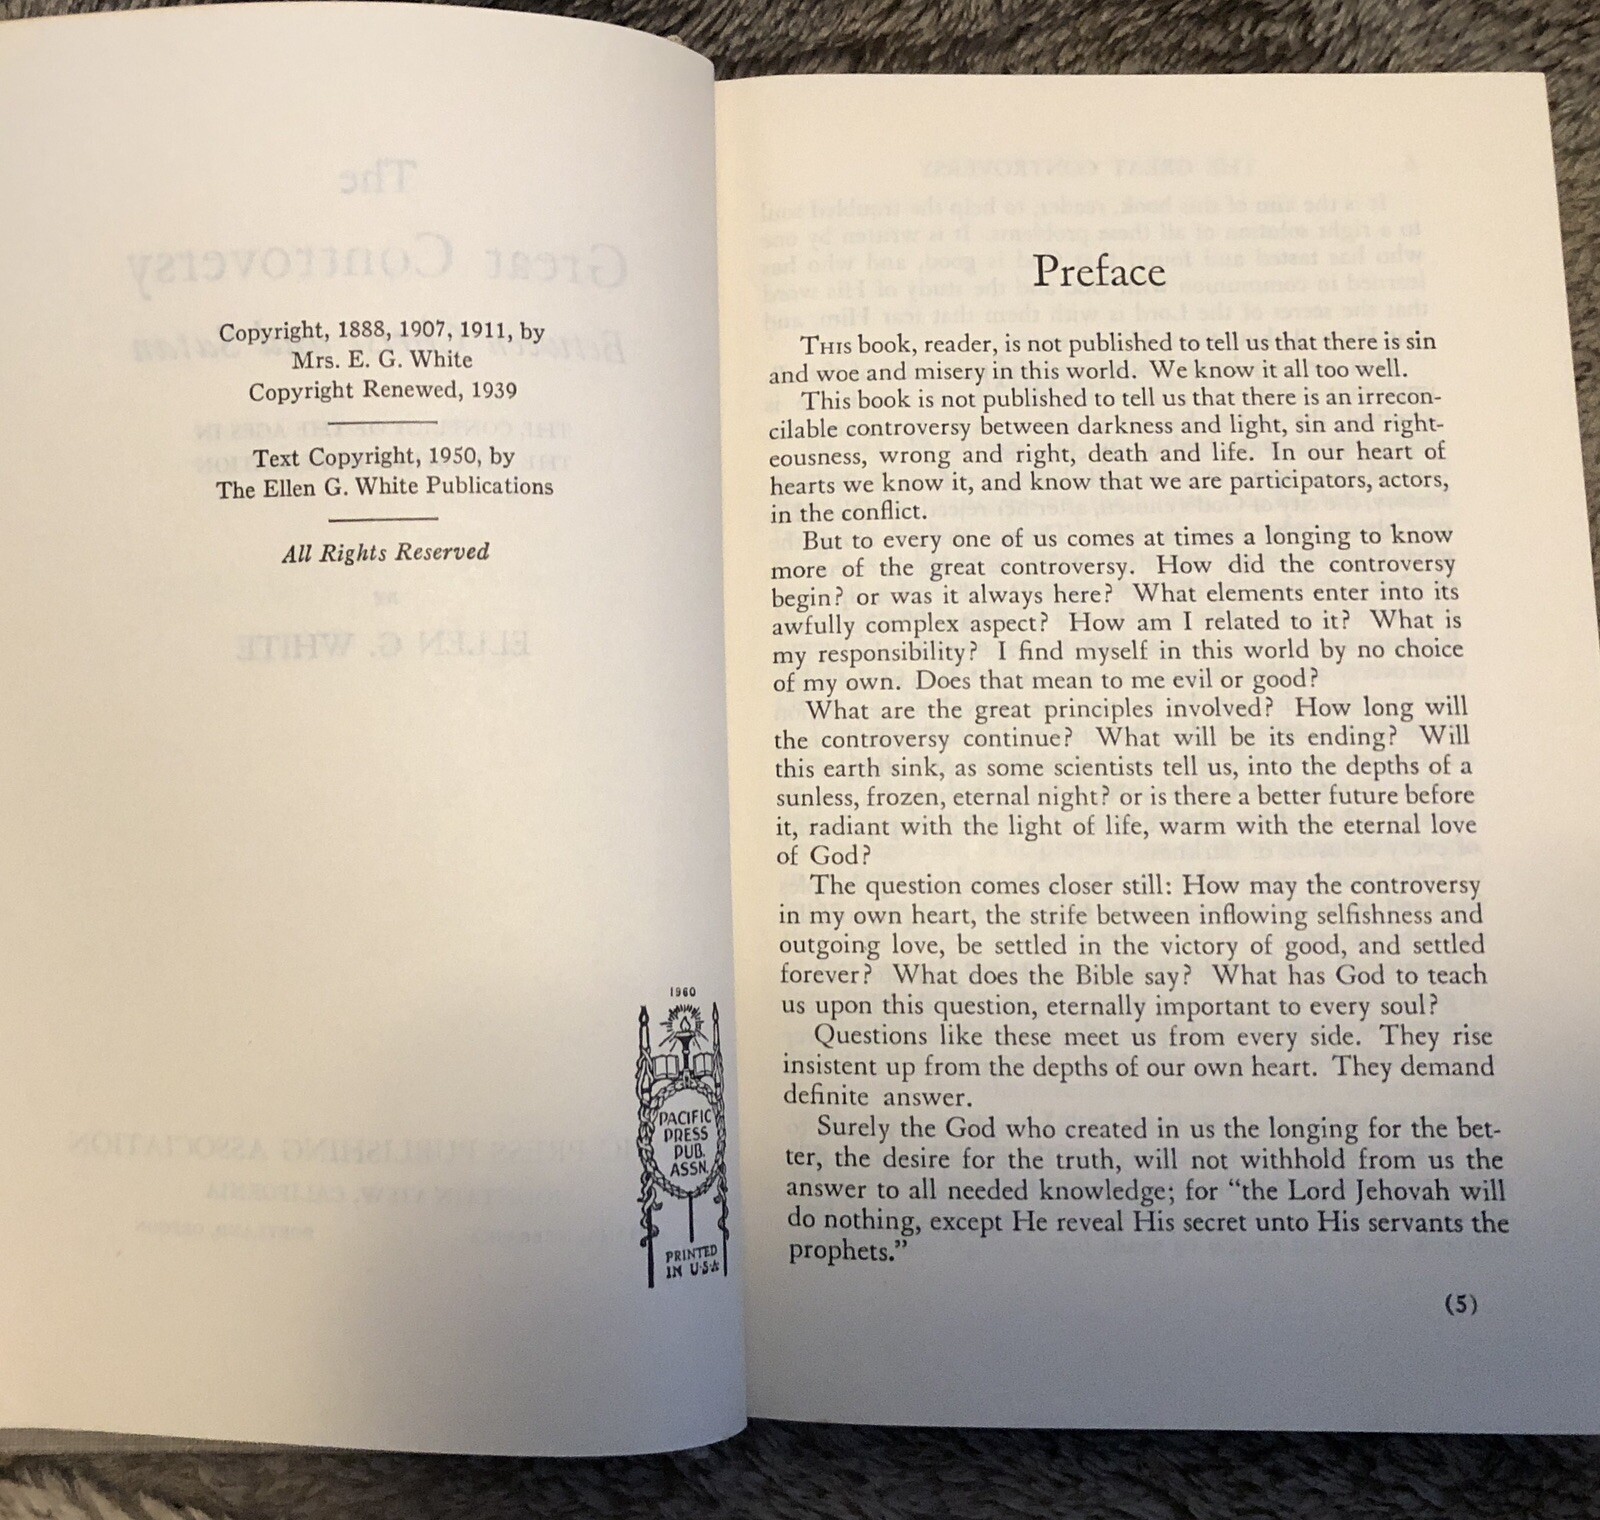 Copyright, 1888, 1907, 1911, by
Mrs. E. G. White
Copyright Renewed, 1939
Text Copyright, 1950, by
The Ellen G. White Publications
All Rights Reserved
1960
PACIFIC
PRESS
PUB.
ASSN.
PRINTED
IN U·S·A
Preface
THIS book, reader, is not published to tell us that there is sin
and woe and misery in this world. We know it all too well.
This book is not published to tell us that there is an irrecon-
cilable controversy between darkness and light, sin and right-
eousness, wrong and right, death and life. In our heart of
hearts we know it, and know that we are participators, actors,
in the conflict.
But to every one of us comes at times a longing to know
more of the great controversy. How did the controversy
begin? or was it always here? What elements enter into its
awfully complex aspect? How am I related to it? What is
my responsibility? I find myself in this world by no choice
of my own. Does that mean to me evil or good?
What are the great principles involved? How long will
the controversy continue? What will be its ending? Will
this earth sink, as some scientists tell us, into the depths of a
sunless, frozen, eternal night? or is there a better future before
it, radiant with the light of life, warm with the eternal love
of God?
The question comes closer still: How may the controversy
in my own heart, the strife between inflowing selfishness and
outgoing love, be settled in the victory of good, and settled
forever? What does the Bible say? What has God to teach
us upon this question, eternally important to every soul?
Questions like these meet us from every side. They rise
insistent up from the depths of our own heart. They demand
definite answer.
Surely the God who created in us the longing for the bet-
ter, the desire for the truth, will not withhold from us the
answer to all needed knowledge; for “the Lord Jehovah will
do nothing, except He reveal His secret unto His servants the
prophets.”
(5)